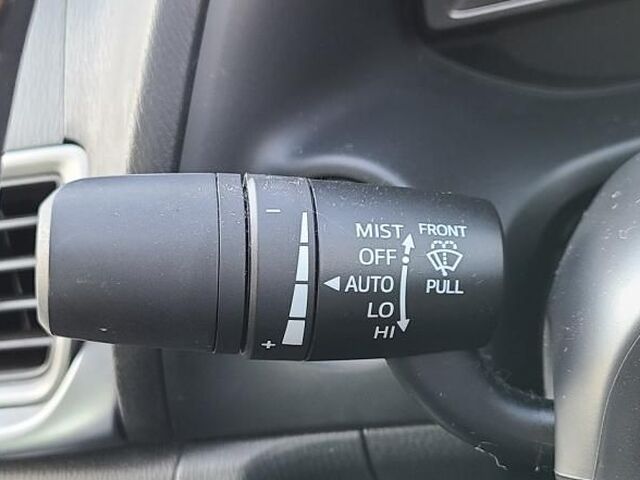 −
+
MIST
OFF
AUTO
LO
HI
FRONT
PULL